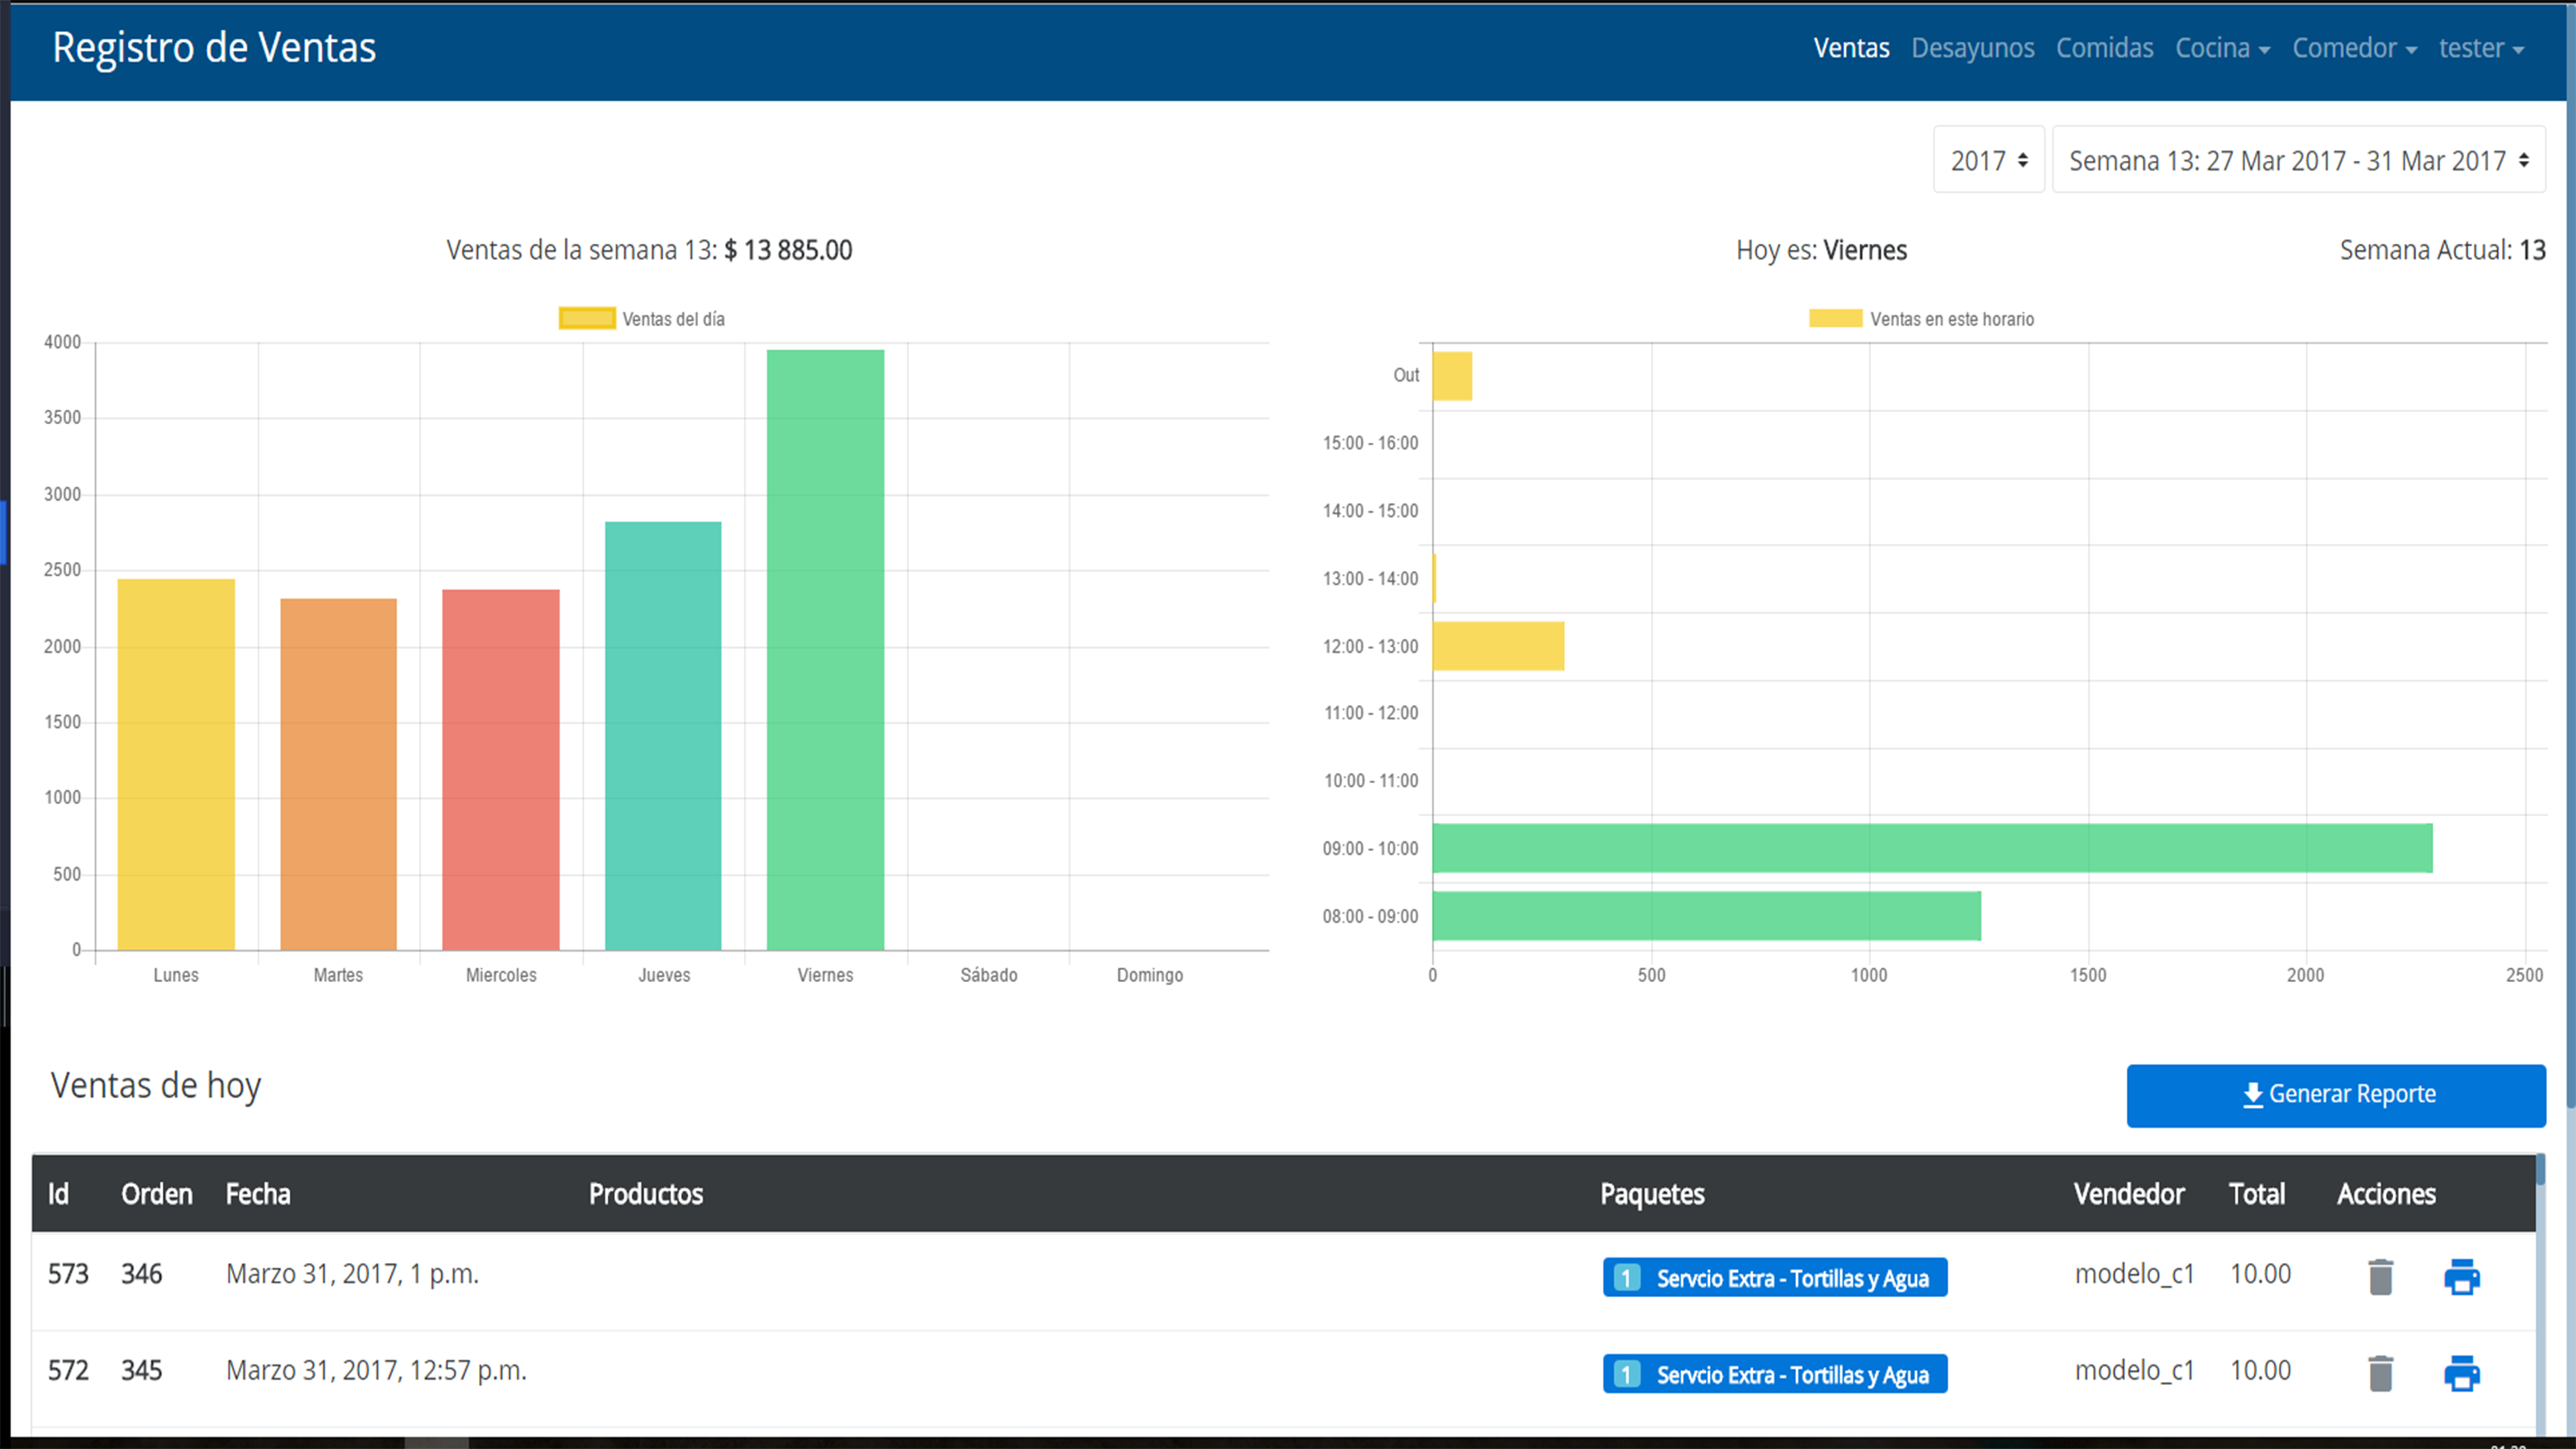 Registro de Ventas
Ventas Desayunos Comidas Cocina Comedor tester
2017 Semana 13: 27 Mar 2017 - 31 Mar 2017
Ventas de la semana 13: $ 13 885.00
Hoy es: Viernes
Semana Actual: 13
Ventas del día
4000
3500
3000
2500
2000
1500
1000
500
0
Lunes Martes Miercoles Jueves Viernes Sábado Domingo
Ventas en este horario
Out
15:00 - 16:00
14:00 - 15:00
13:00 - 14:00
12:00 - 13:00
11:00 - 12:00
10:00 - 11:00
09:00 - 10:00
08:00 - 09:00
0 500 1000 1500 2000 2500
Ventas de hoy
Generar Reporte
Id Orden Fecha Productos Paquetes Vendedor Total Acciones
573 346 Marzo 31, 2017, 1 p.m. 1 Servcio Extra - Tortillas y Agua modelo_c1 10.00
572 345 Marzo 31, 2017, 12:57 p.m. 1 Servcio Extra - Tortillas y Agua modelo_c1 10.00